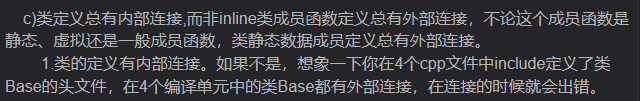 c)类定义总有内部连接,而非inline类成员函数定义总有外部连接，不论这个成员函数是
静态、虚拟还是一般成员函数，类静态数据成员定义总有外部连接。
1.类的定义有内部连接。如果不是，想象一下你在4个cpp文件中include定义了类
Base的头文件，在4个编译单元中的类Base都有外部连接，在连接的时候就会出错。